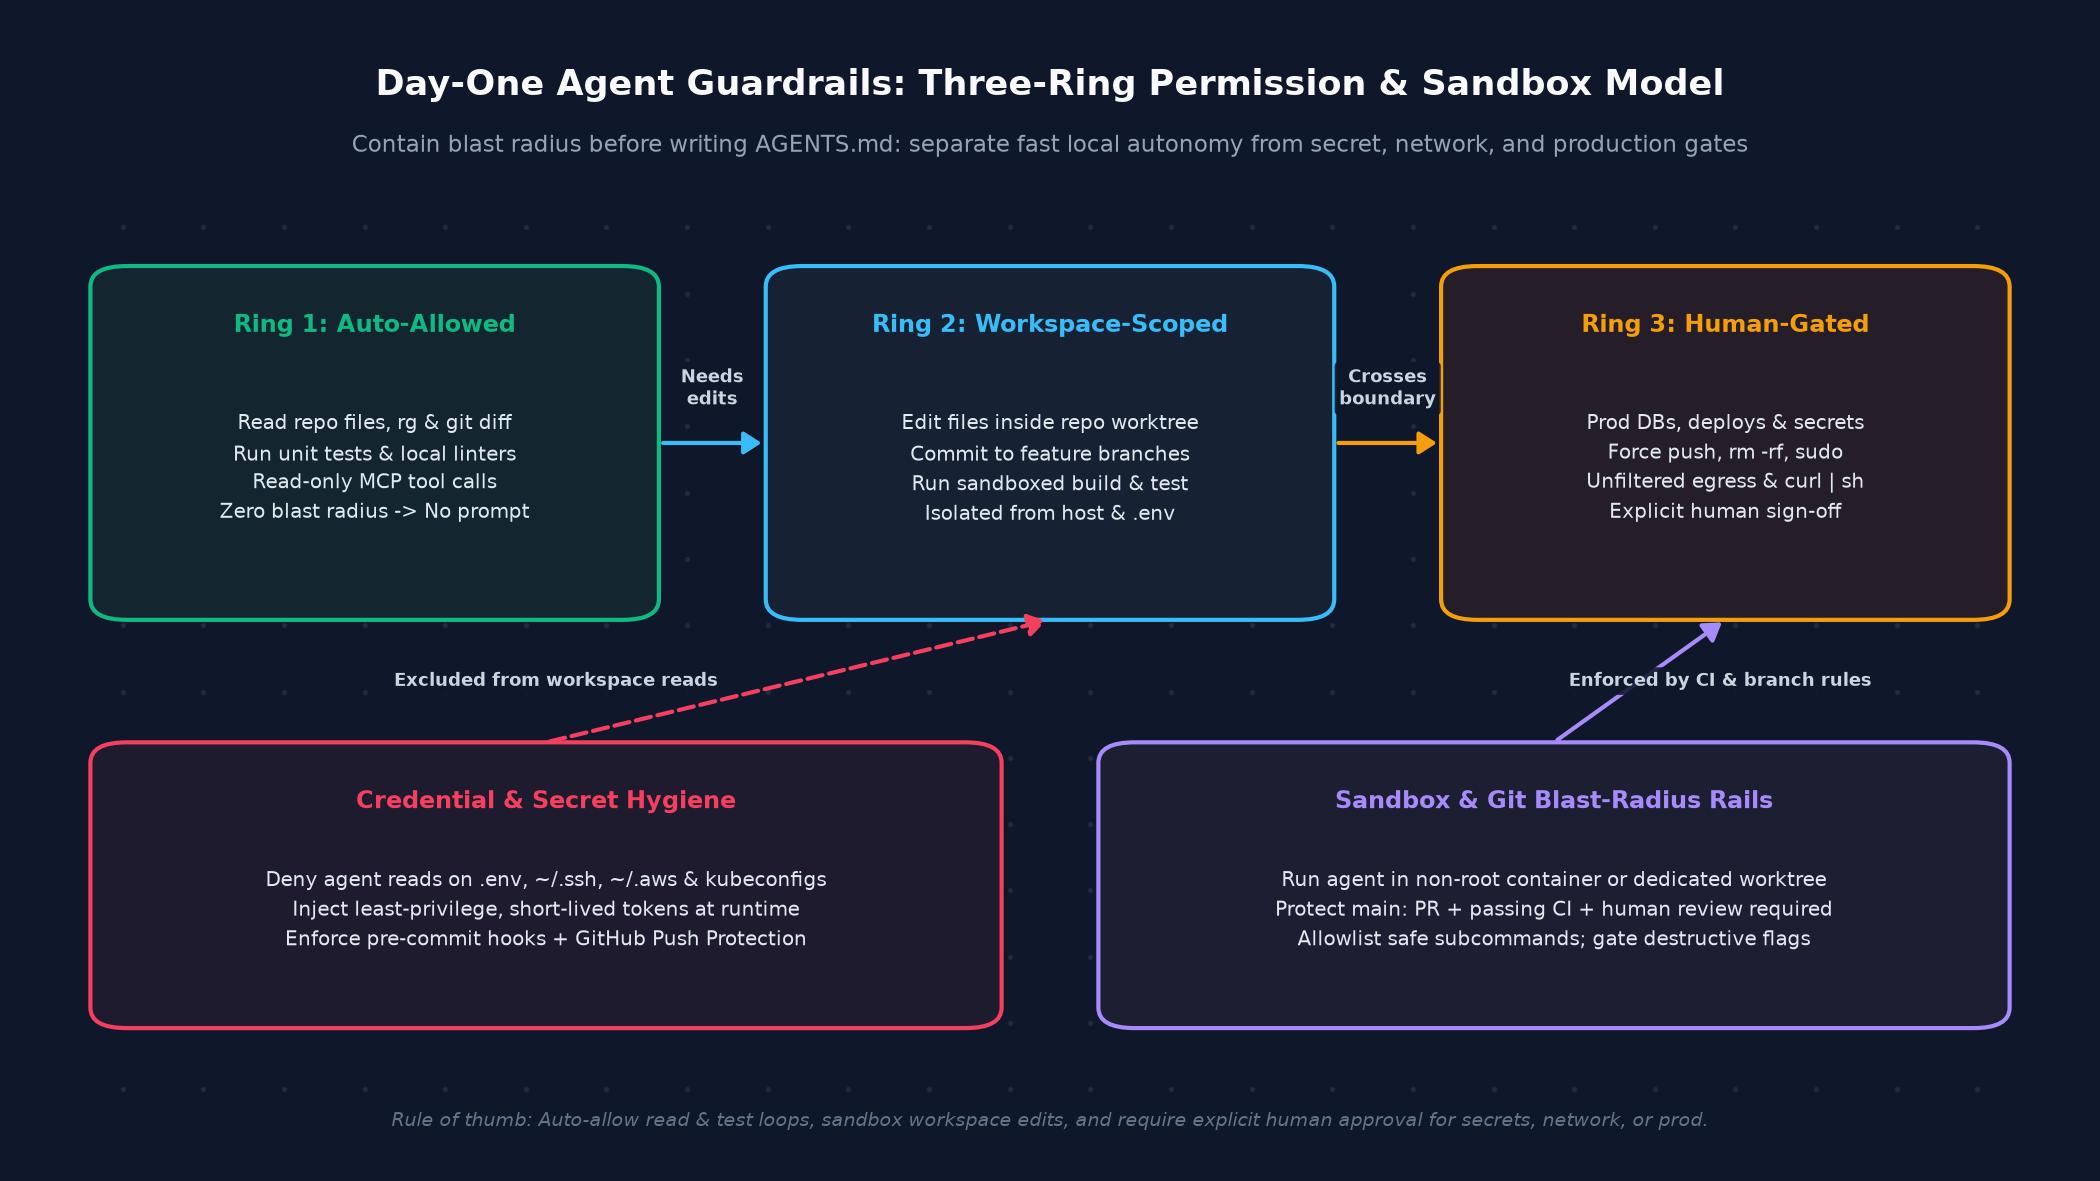 Day-One Agent Guardrails: Three-Ring Permission & Sandbox Model
Contain blast radius before writing AGENTS.md: separate fast local autonomy from secret, network, and production gates
Ring 1: Auto-Allowed
Read repo files, rg & git diff
Run unit tests & local linters
Read-only MCP tool calls
Zero blast radius -> No prompt
Needs
edits
Ring 2: Workspace-Scoped
Edit files inside repo worktree
Commit to feature branches
Run sandboxed build & test
Isolated from host & .env
Crosses
boundary
Ring 3: Human-Gated
Prod DBs, deploys & secrets
Force push, rm -rf, sudo
Unfiltered egress & curl | sh
Explicit human sign-off
Excluded from workspace reads
Enforced by CI & branch rules
Credential & Secret Hygiene
Deny agent reads on .env, ~/.ssh, ~/.aws & kubeconfigs
Inject least-privilege, short-lived tokens at runtime
Enforce pre-commit hooks + GitHub Push Protection
Sandbox & Git Blast-Radius Rails
Run agent in non-root container or dedicated worktree
Protect main: PR + passing CI + human review required
Allowlist safe subcommands; gate destructive flags
Rule of thumb: Auto-allow read & test loops, sandbox workspace edits, and require explicit human approval for secrets, network, or prod.